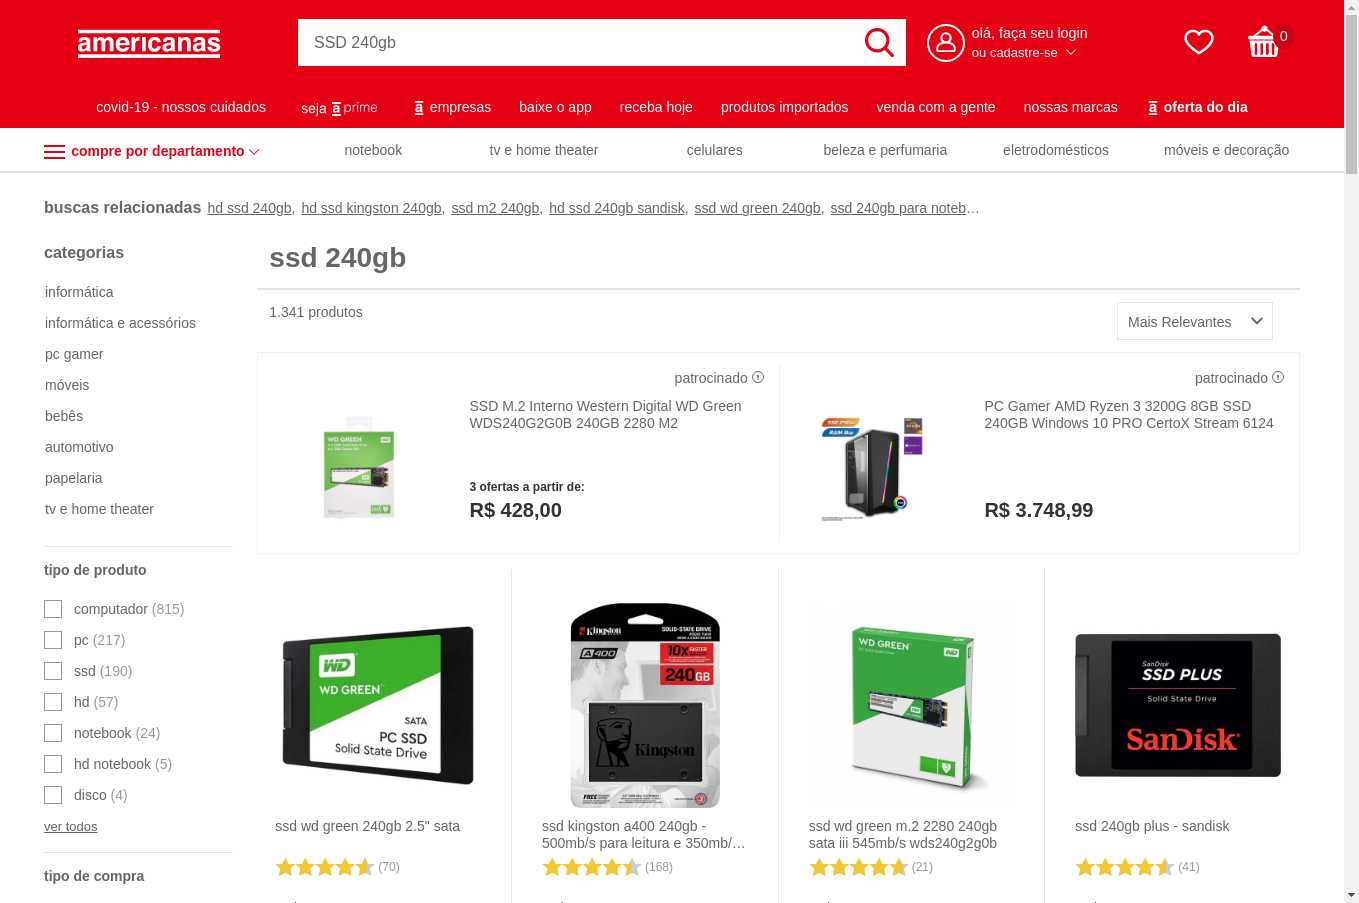 americanas
SSD 240gb
olá, faça seu login
ou cadastre-se
0
covid-19 - nossos cuidados
seja a prime
a empresas
baixe o app
receba hoje
produtos importados
venda com a gente
nossas marcas
a oferta do dia
compre por departamento
notebook
tv e home theater
celulares
beleza e perfumaria
eletrodomésticos
móveis e decoração
buscas relacionadas hd ssd 240gb, hd ssd kingston 240gb, ssd m2 240gb, hd ssd 240gb sandisk, ssd wd green 240gb, ssd 240gb para noteb…
categorias
informática
informática e acessórios
pc gamer
móveis
bebês
automotivo
papelaria
tv e home theater
tipo de produto
computador (815)
pc (217)
ssd (190)
hd (57)
notebook (24)
hd notebook (5)
disco (4)
ver todos
tipo de compra
ssd 240gb
1.341 produtos
Mais Relevantes
patrocinado
WD GREEN
SSD M.2 Interno Western Digital WD Green
WDS240G2G0B 240GB 2280 M2
3 ofertas a partir de:
R$ 428,00
patrocinado
SSD 240GB
RAM 8GB
PC Gamer AMD Ryzen 3 3200G 8GB SSD
240GB Windows 10 PRO CertoX Stream 6124
R$ 3.748,99
WD
WD GREEN
SATA
PC SSD
Solid State Drive
ssd wd green 240gb 2.5" sata
(70)
Kingston
SOLID-STATE DRIVE
A400
10x FASTER
240GB
Kingston
FREE
ssd kingston a400 240gb -
500mb/s para leitura e 350mb/…
(168)
WD GREEN
WD
ssd wd green m.2 2280 240gb
sata iii 545mb/s wds240g2g0b
(21)
SanDisk
SSD PLUS
Solid State Drive
SanDisk
ssd 240gb plus - sandisk
(41)